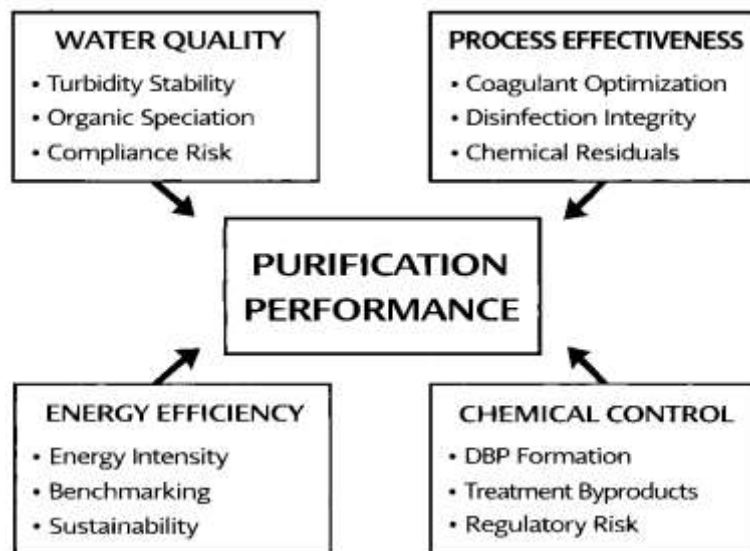 WATER QUALITY
• Turbidity Stability
• Organic Speciation
• Compliance Risk
PROCESS EFFECTIVENESS
• Coagulant Optimization
• Disinfection Integrity
• Chemical Residuals
PURIFICATION
PERFORMANCE
ENERGY EFFICIENCY
• Energy Intensity
• Benchmarking
• Sustainability
CHEMICAL CONTROL
• DBP Formation
• Treatment Byproducts
• Regulatory Risk